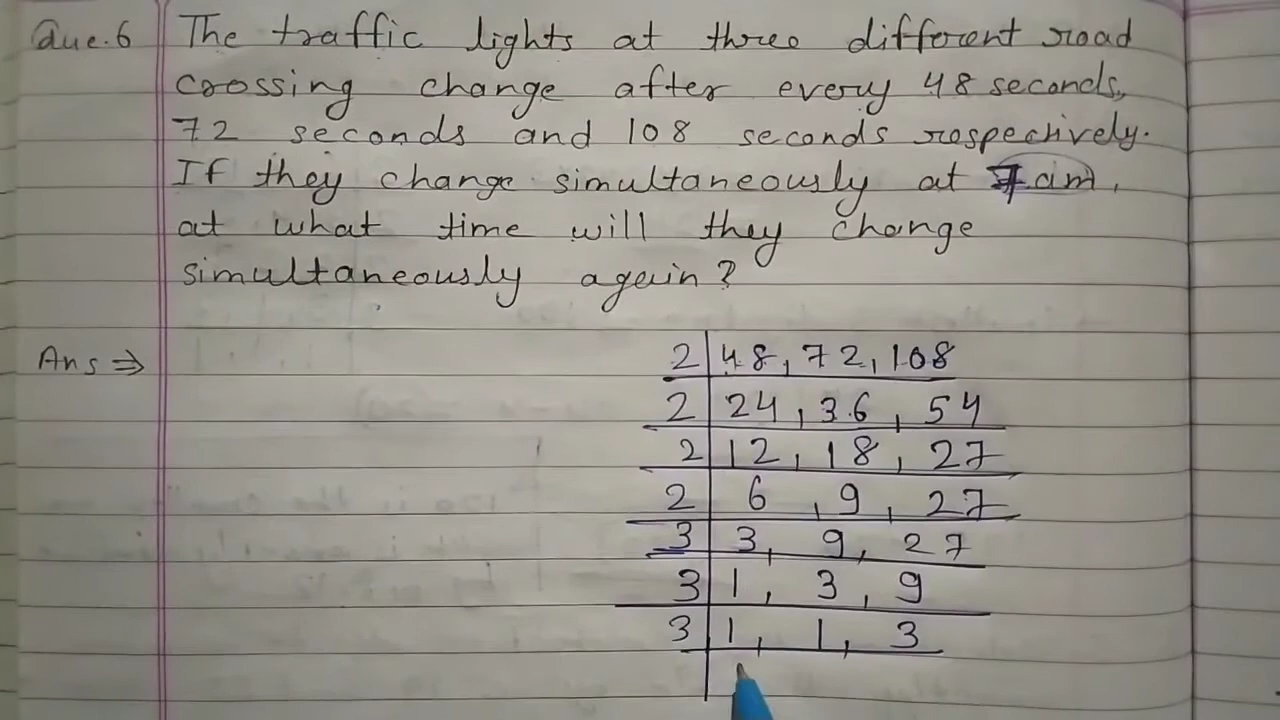 Que.6 The traffic lights at three different road
crossing change after every 48 seconds,
72 seconds and 108 seconds respectively.
If they change simultaneously at 7am,
at what time will they change
simultaneously again?
Ans ⇒ 2 | 48, 72, 108
2 | 24, 36, 54
2 | 12, 18, 27
2 | 6, 9, 27
3 | 3, 9, 27
3 | 1, 3, 9
3 | 1, 1, 3